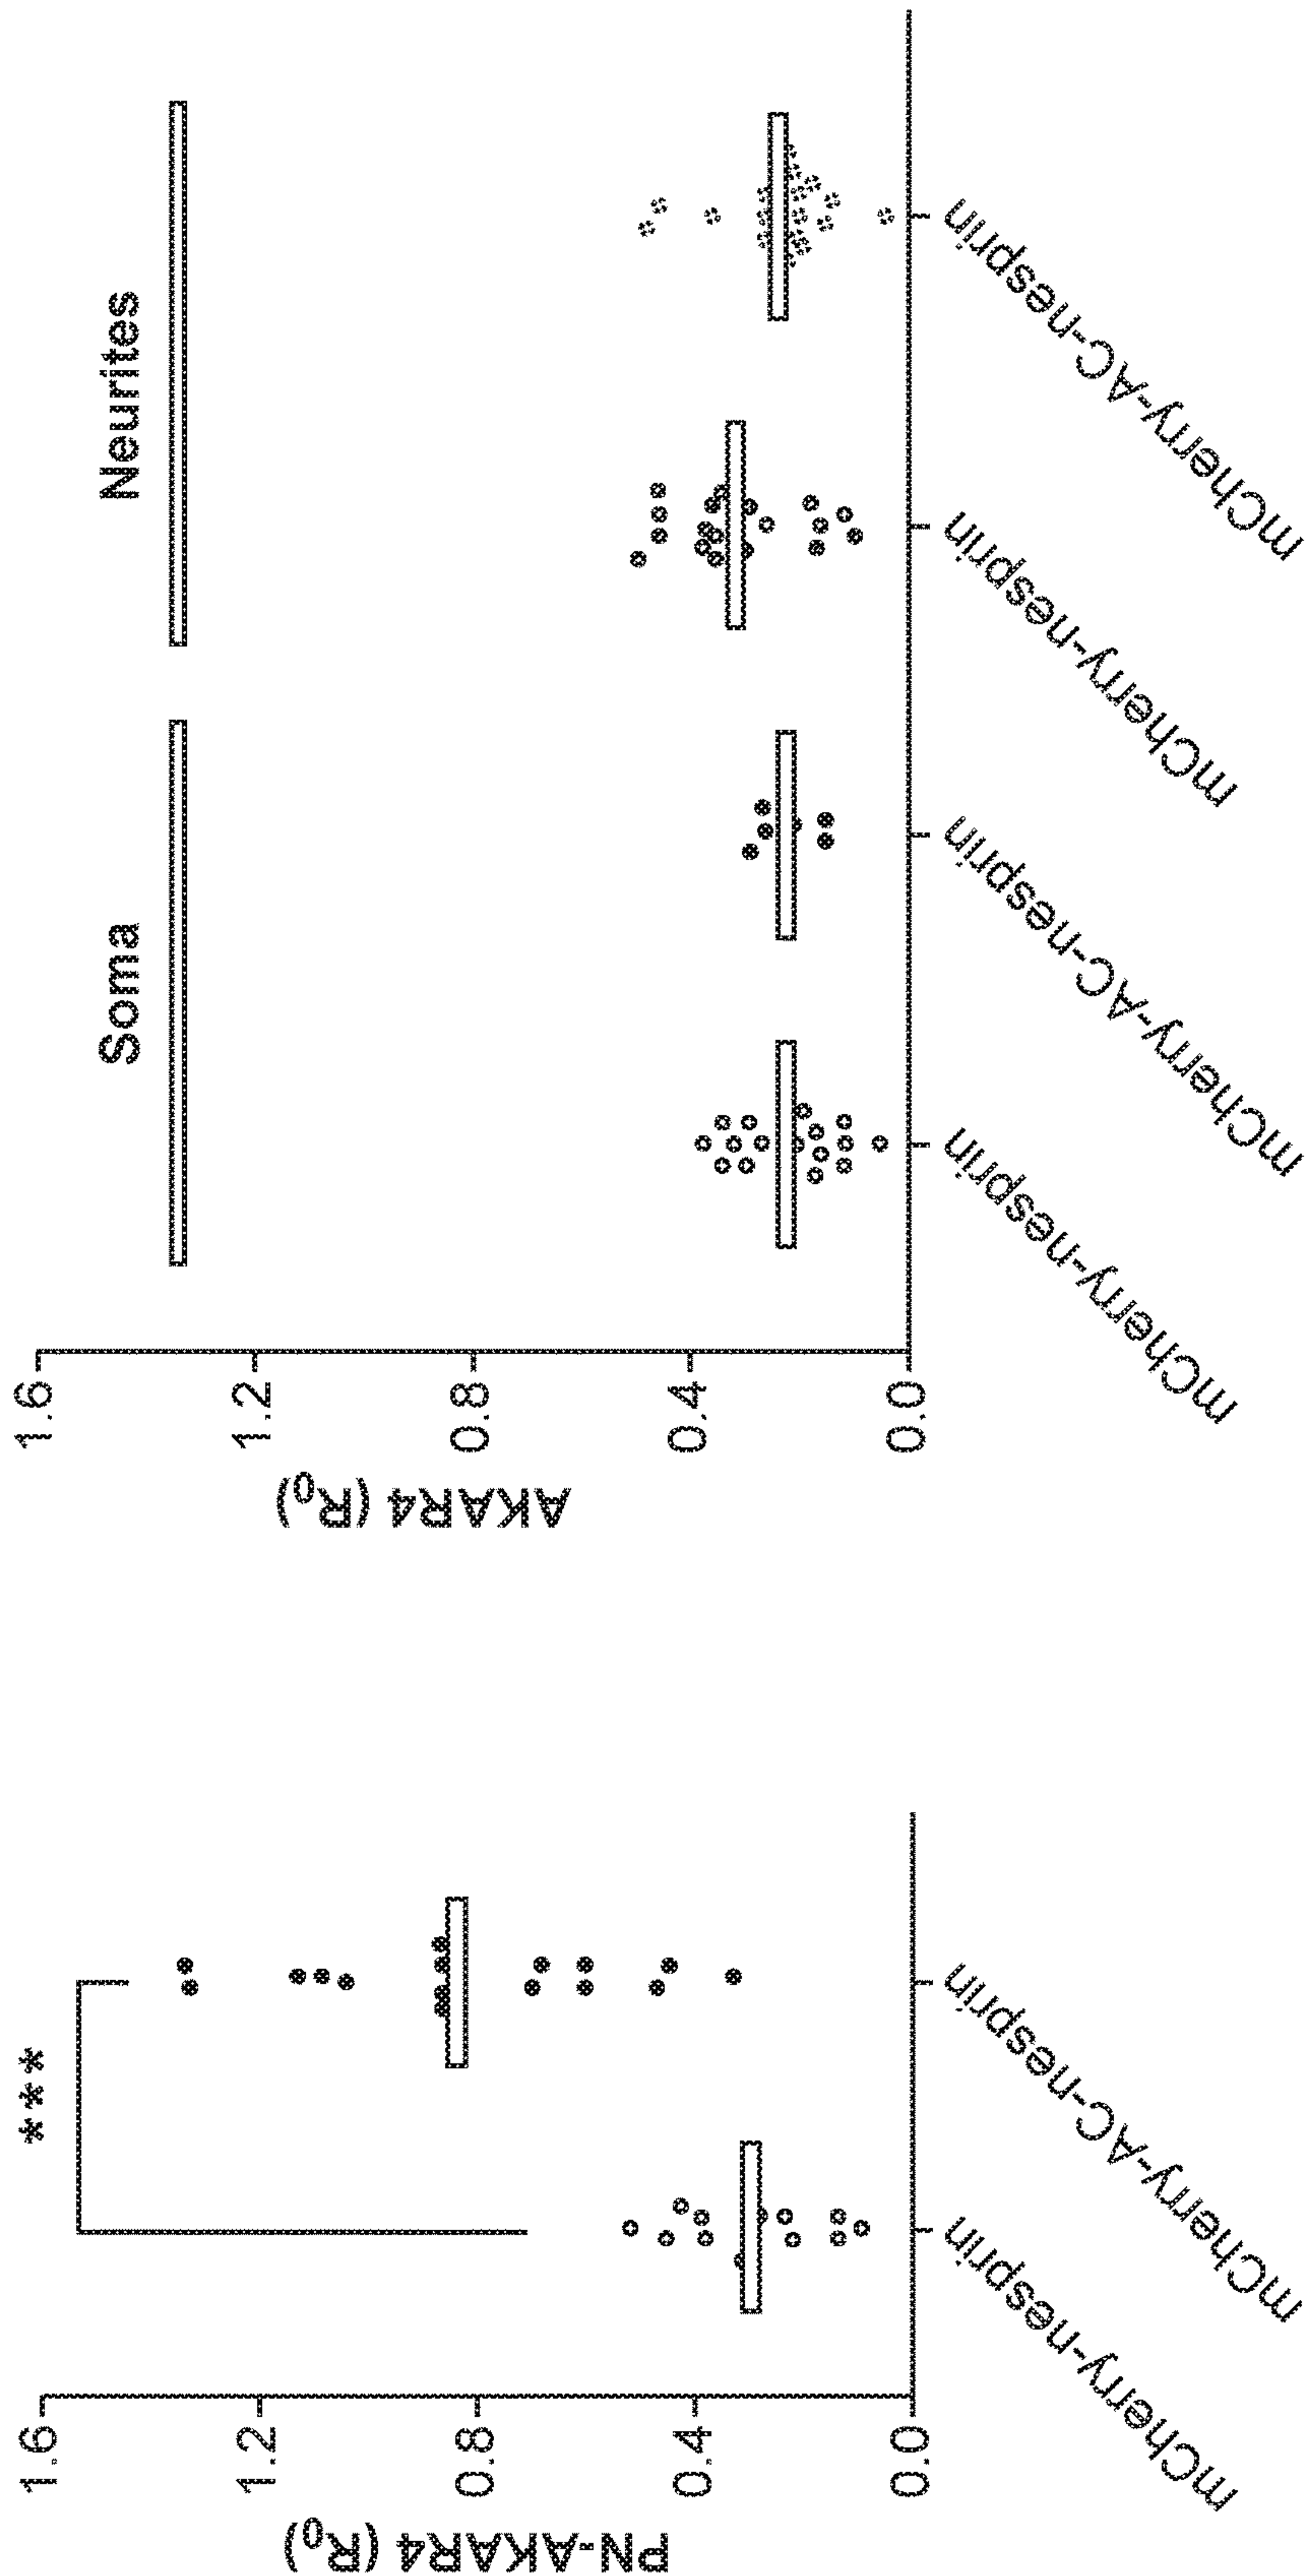 PN-AKAR4 (R0)
1.6
1.2
0.8
0.4
0.0
***
mCherry-nesprin
mCherry-AC-nesprin
AKAR4 (R0)
1.6
1.2
0.8
0.4
0.0
Soma
Neurites
mCherry-nesprin
mCherry-AC-nesprin
mCherry-nesprin
mCherry-AC-nesprin